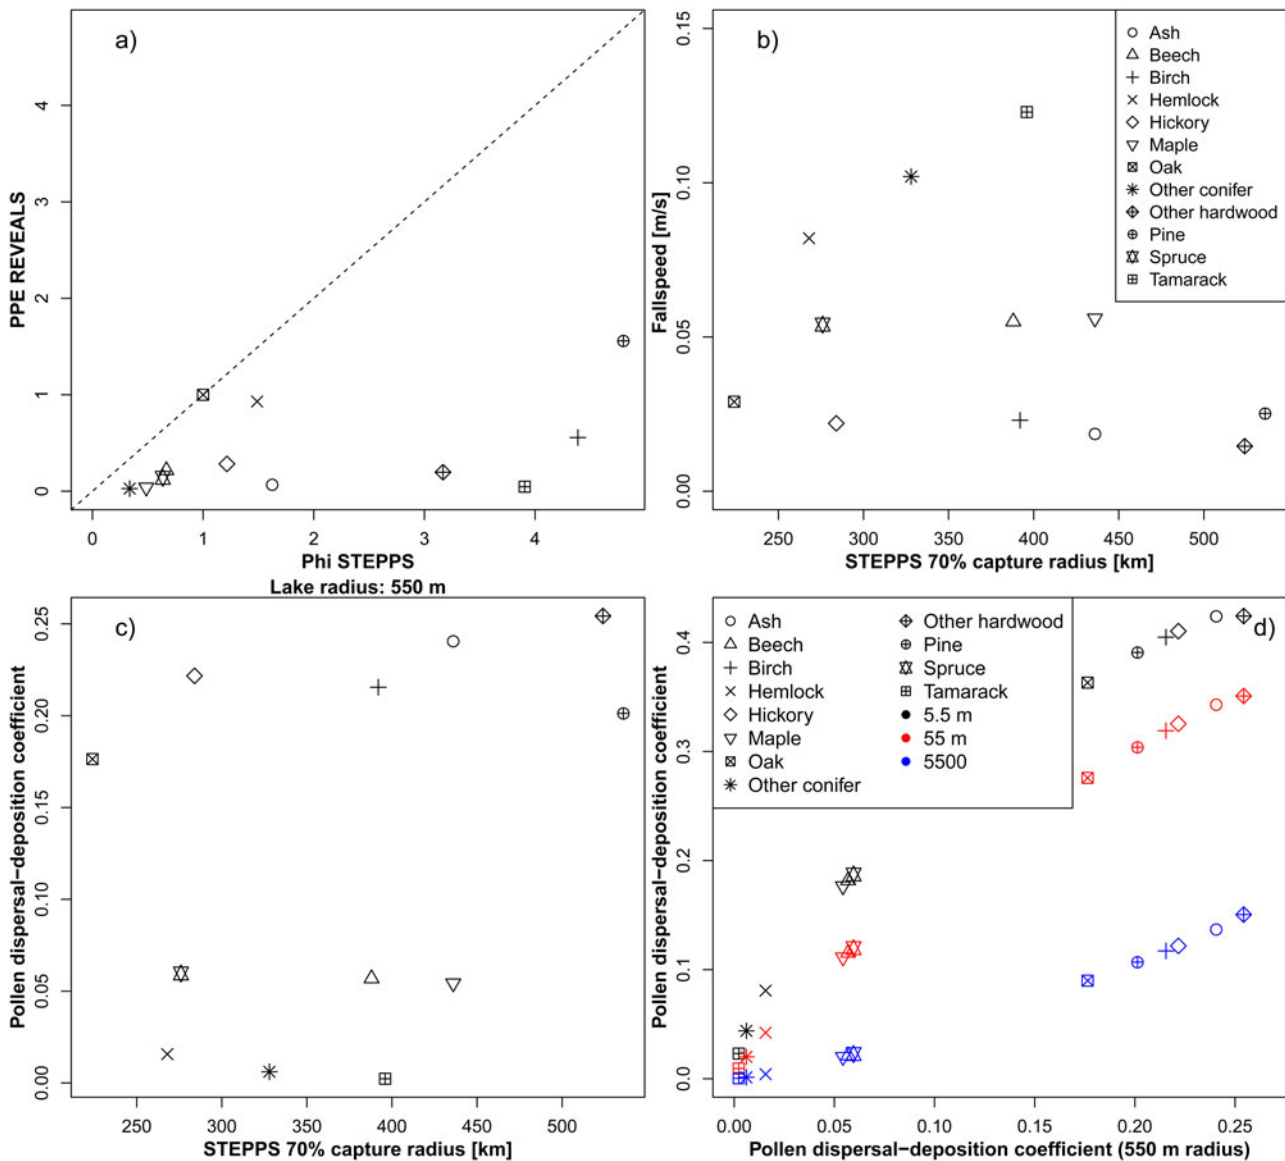 a)
PPE REVEALS
4
3
2
1
0
0 1 2 3 4
Phi STEPPS
b)
Fallspeed [m/s]
0.15
0.10
0.05
0.00
250 300 350 400 450 500
STEPPS 70% capture radius [km]
Ash
Beech
Birch
Hemlock
Hickory
Maple
Oak
Other conifer
Other hardwood
Pine
Spruce
Tamarack
Lake radius: 550 m
c)
Pollen dispersal-deposition coefficient
0.25
0.20
0.15
0.10
0.05
0.00
250 300 350 400 450 500
STEPPS 70% capture radius [km]
d)
Pollen dispersal-deposition coefficient
0.4
0.3
0.2
0.1
0.0
0.00 0.05 0.10 0.15 0.20 0.25
Pollen dispersal-deposition coefficient (550 m radius)
Ash
Beech
Birch
Hemlock
Hickory
Maple
Oak
Other conifer
Other hardwood
Pine
Spruce
Tamarack
5.5 m
55 m
5500